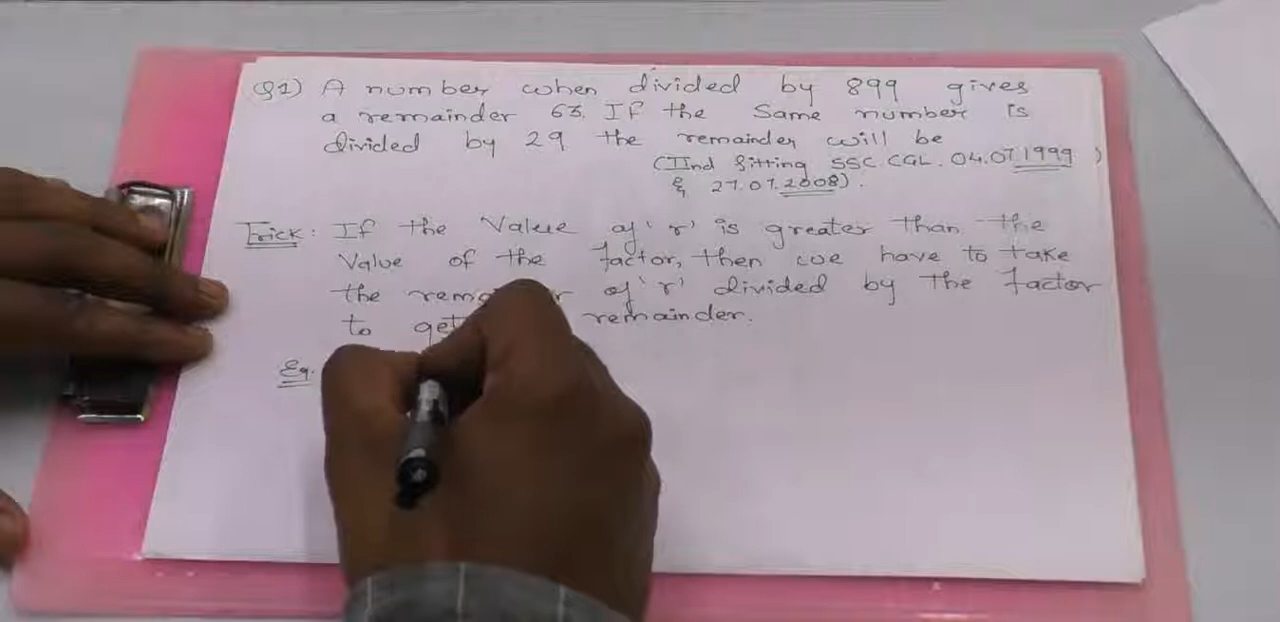 Q1) A number when divided by 899 gives
a remainder 63. If the Same number is
divided by 29 the remainder will be
(IInd Sitting SSC. CGL. 04.07.1999)
& 27.07.2008).
Trick: If the Value of 'r' is greater than the
Value of the factor, then we have to take
the of 'r' divided by the factor
to get remainder.
Eg.